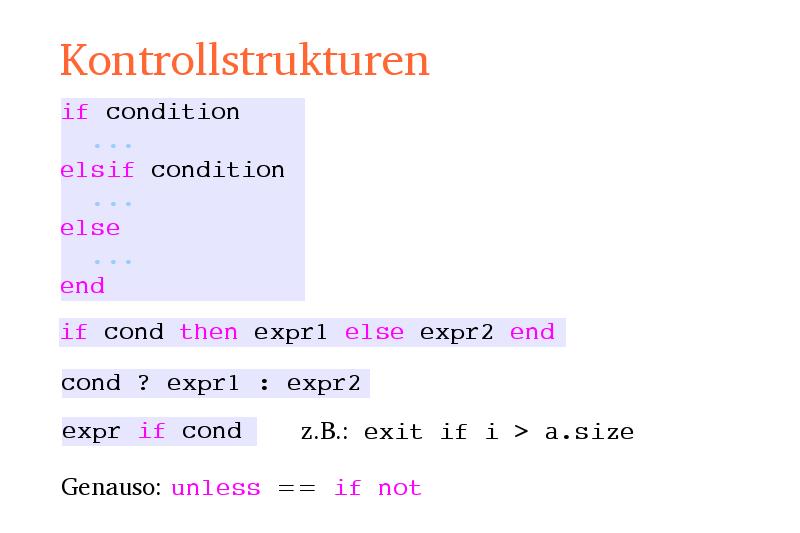 Kontrollstrukturen
if condition
...
elsif condition
...
else
...
end
if cond then expr1 else expr2 end
cond ? expr1 : expr2
expr if cond z.B.: exit if i > a.size
Genauso: unless == if not